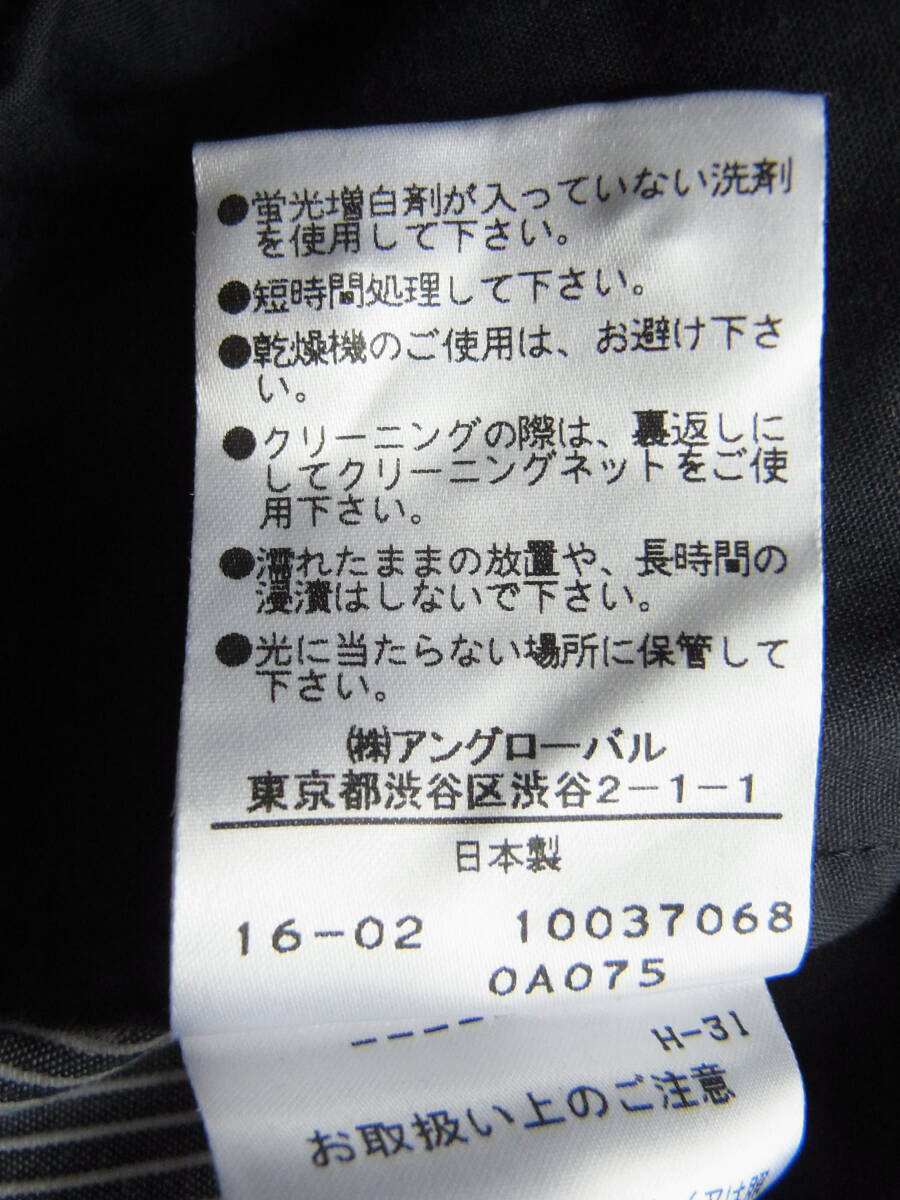 ●蛍光増白剤が入っていない洗剤
を使用して下さい。
●短時間処理して下さい。
●乾燥機のご使用は、お避け下さ
い。
●クリーニングの際は、裏返しに
してクリーニングネットをご使
用下さい。
●濡れたままの放置や、長時間の
浸漬はしないで下さい。
●光に当たらない場所に保管して
下さい。
㈱アングローバル
東京都渋谷区渋谷2-1-1
日本製
16-02 10037068
0A075
H-31
お取扱い上のご注意